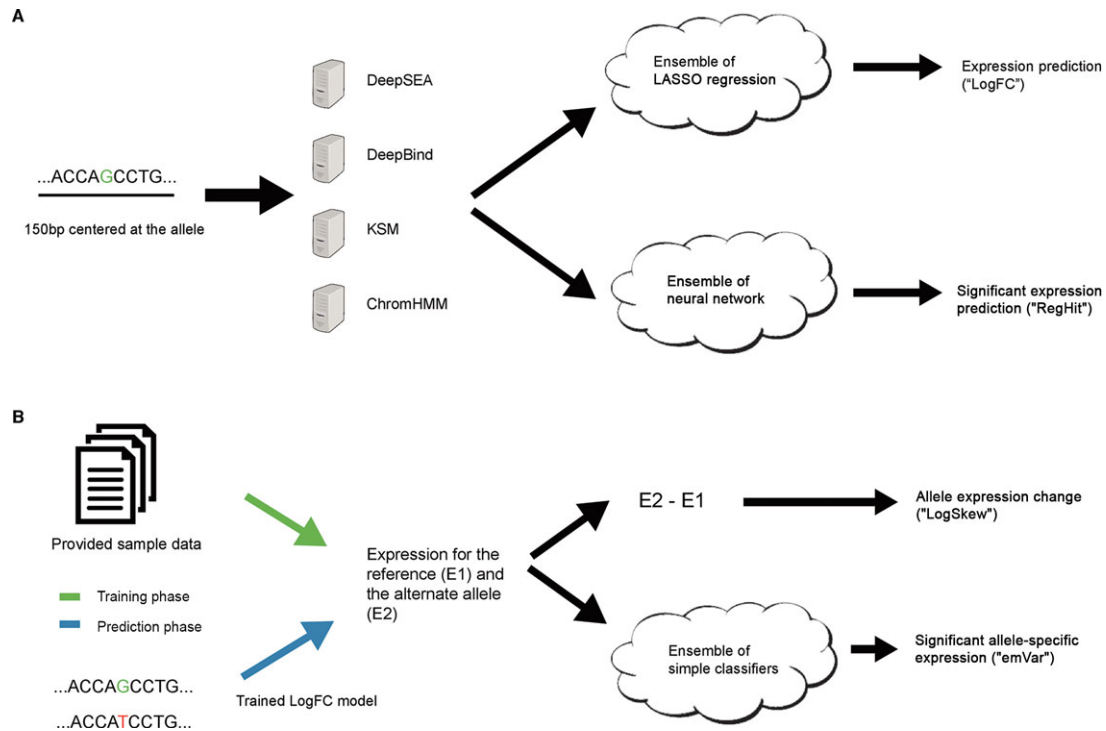 A
DeepSEA
DeepBind
KSM
ChromHMM
...ACCAGCCTG...
150bp centered at the allele
Ensemble of
LASSO regression
Expression prediction
("LogFC")
Ensemble of
neural network
Significant expression
prediction ("RegHit")
B
Provided sample data
Training phase
Prediction phase
...ACCAGCCTG...
...ACCATCCTG...
Trained LogFC model
Expression for the
reference (E1) and
the alternate allele
(E2)
E2 - E1
Allele expression change
("LogSkew")
Ensemble of
simple classifiers
Significant allele-specific
expression ("emVar")